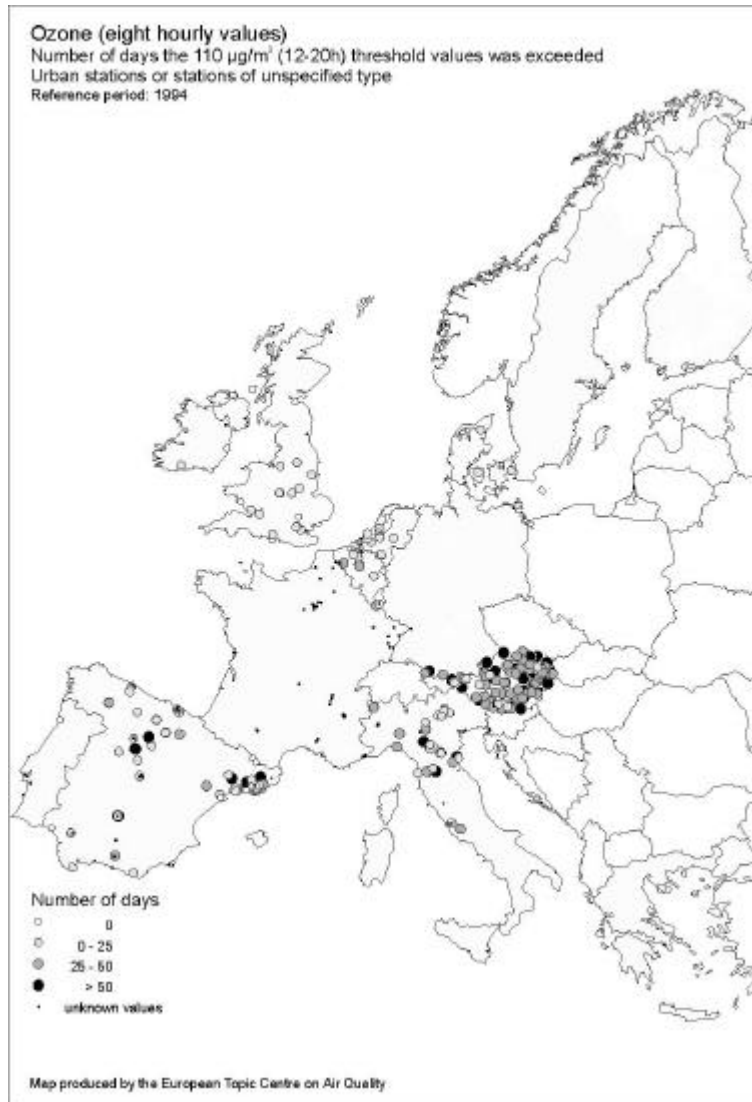 Ozone (eight hourly values)
Number of days the 110 µg/m³ (12-20h) threshold values was exceeded
Urban stations or stations of unspecified type
Reference period: 1994
Number of days
0
0 - 25
25 - 50
> 50
unknown values
Map produced by the European Topic Centre on Air Quality